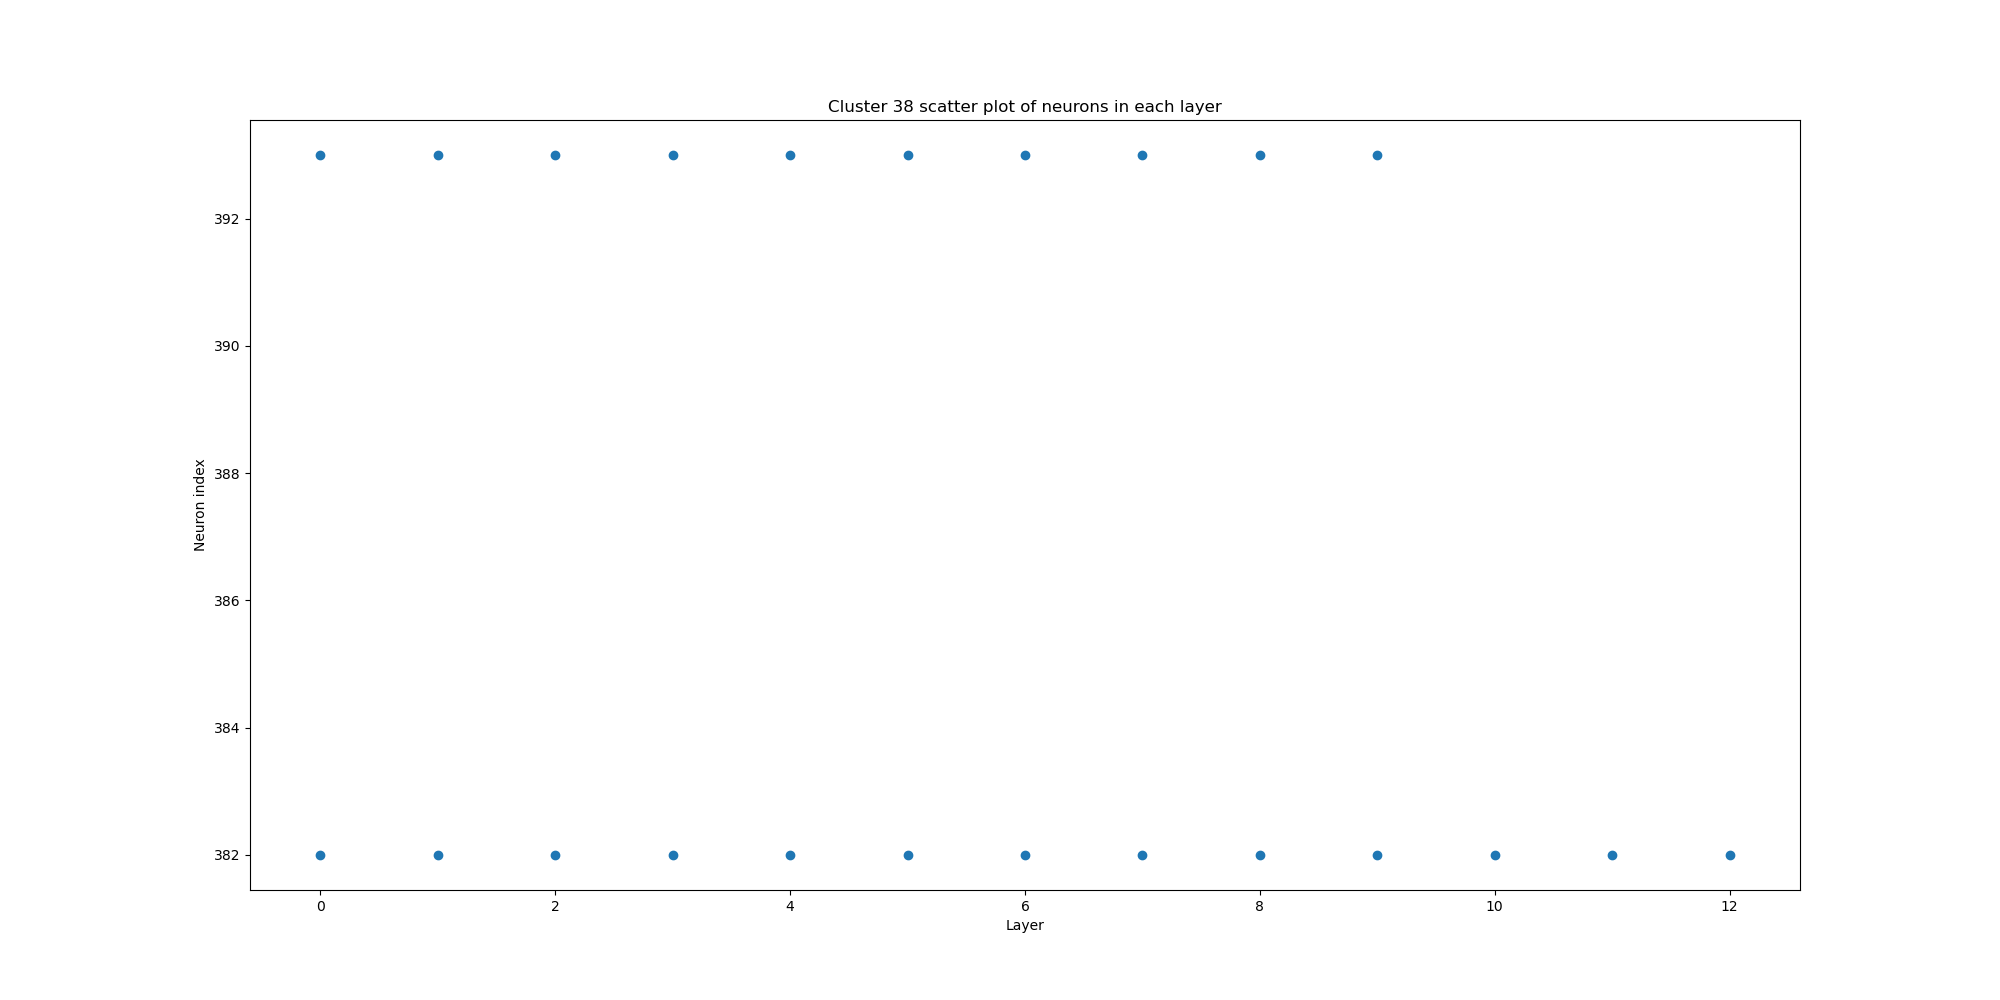 Cluster 38 scatter plot of neurons in each layer
392
390
388
386
384
382
Neuron index
0 2 4 6 8 10 12
Layer